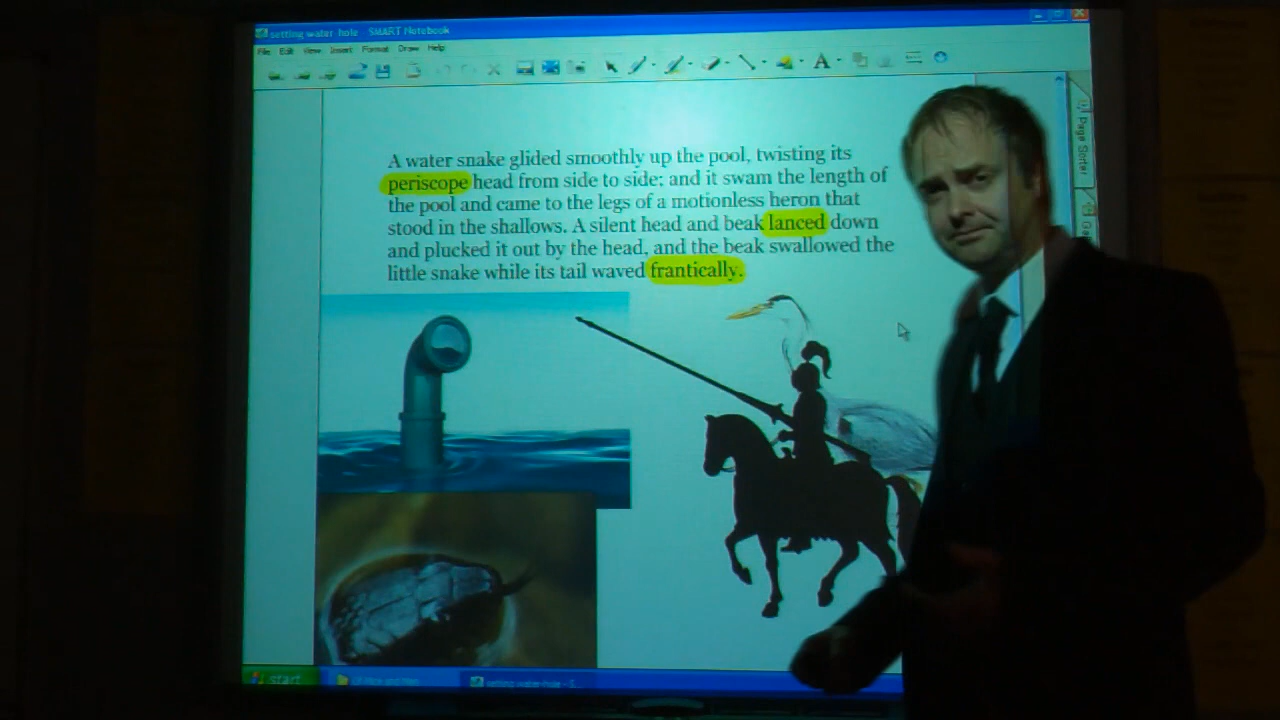 setting water hole SMART Notebook
File Edit View Insert Format Draw Help
A
Page Sorter
A water snake glided smoothly up the pool, twisting its
periscope head from side to side; and it swam the length of
the pool and came to the legs of a motionless heron that
stood in the shallows. A silent head and beak lanced down
and plucked it out by the head, and the beak swallowed the
little snake while its tail waved frantically.
start
setting water hole - S...